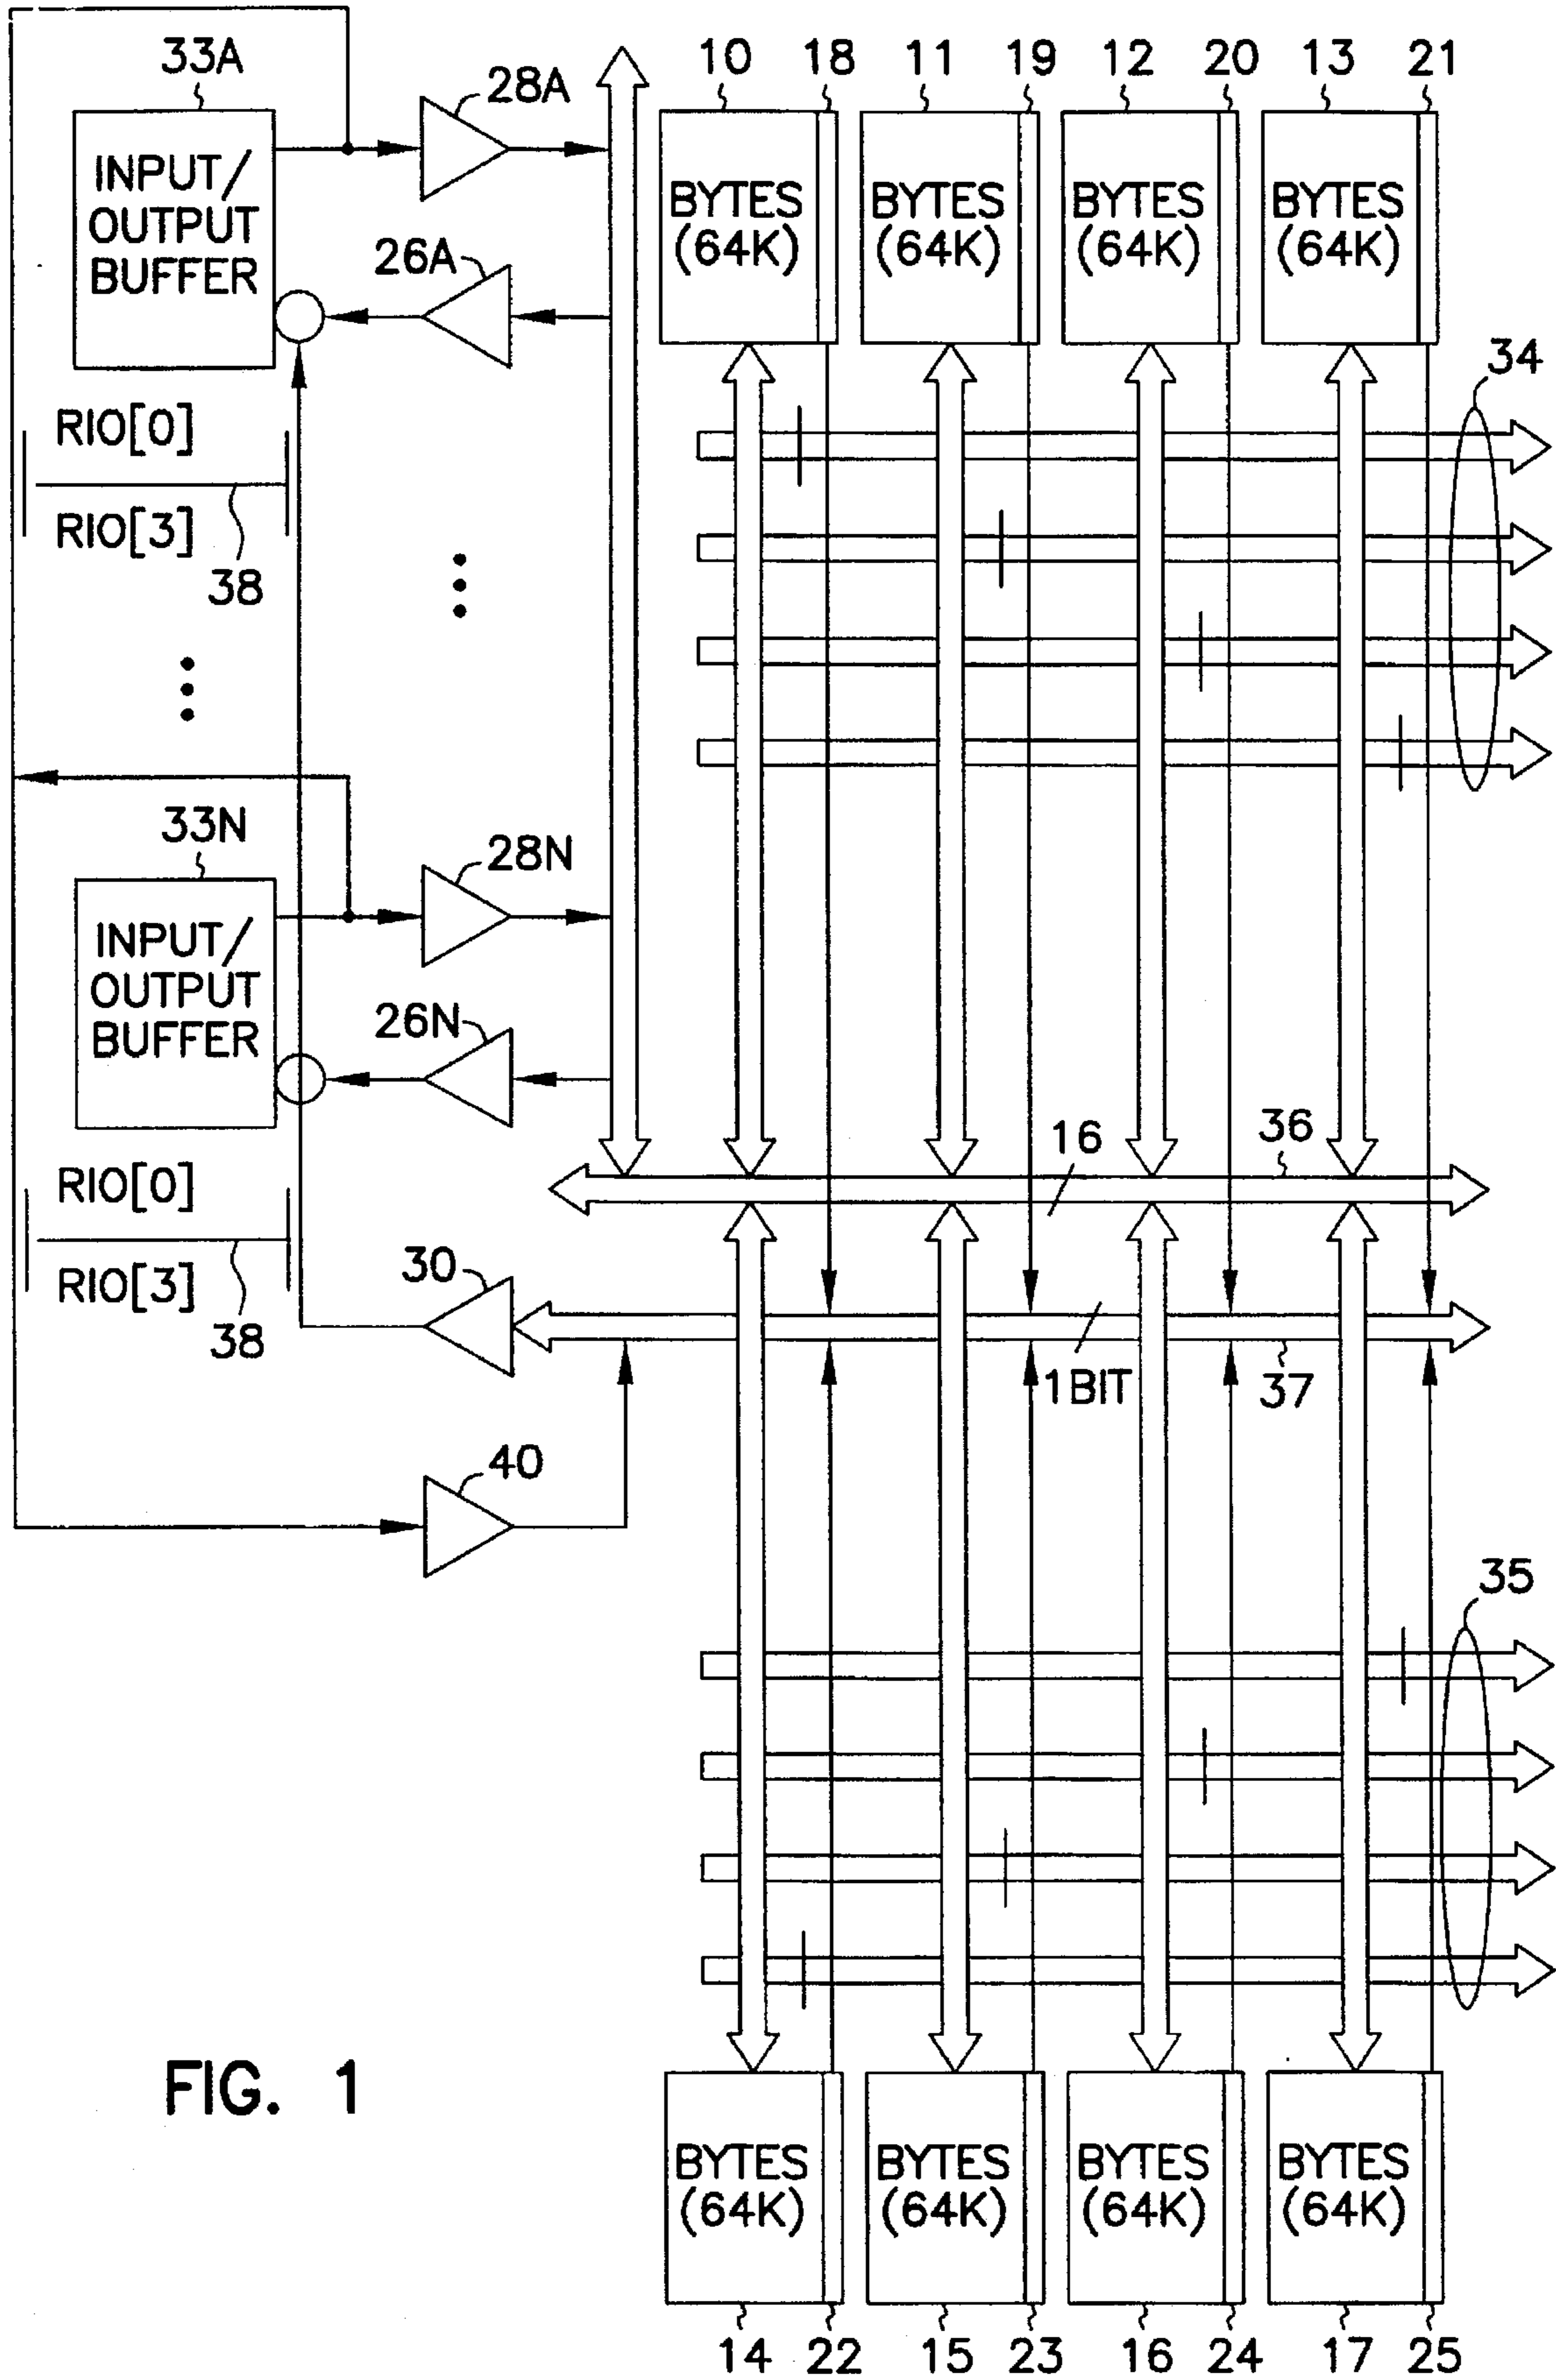 33A
28A
10 18 11 19 12 20 13 21
INPUT/
OUTPUT
BUFFER
BYTES
(64K)
BYTES
(64K)
BYTES
(64K)
BYTES
(64K)
26A
34
RIO[0]
RIO[3]
38
33N
28N
INPUT/
OUTPUT
BUFFER
26N
16
36
RIO[0]
RIO[3]
38
30
1BIT
37
40
35
FIG. 1
BYTES
(64K)
BYTES
(64K)
BYTES
(64K)
BYTES
(64K)
14 22 15 23 16 24 17 25